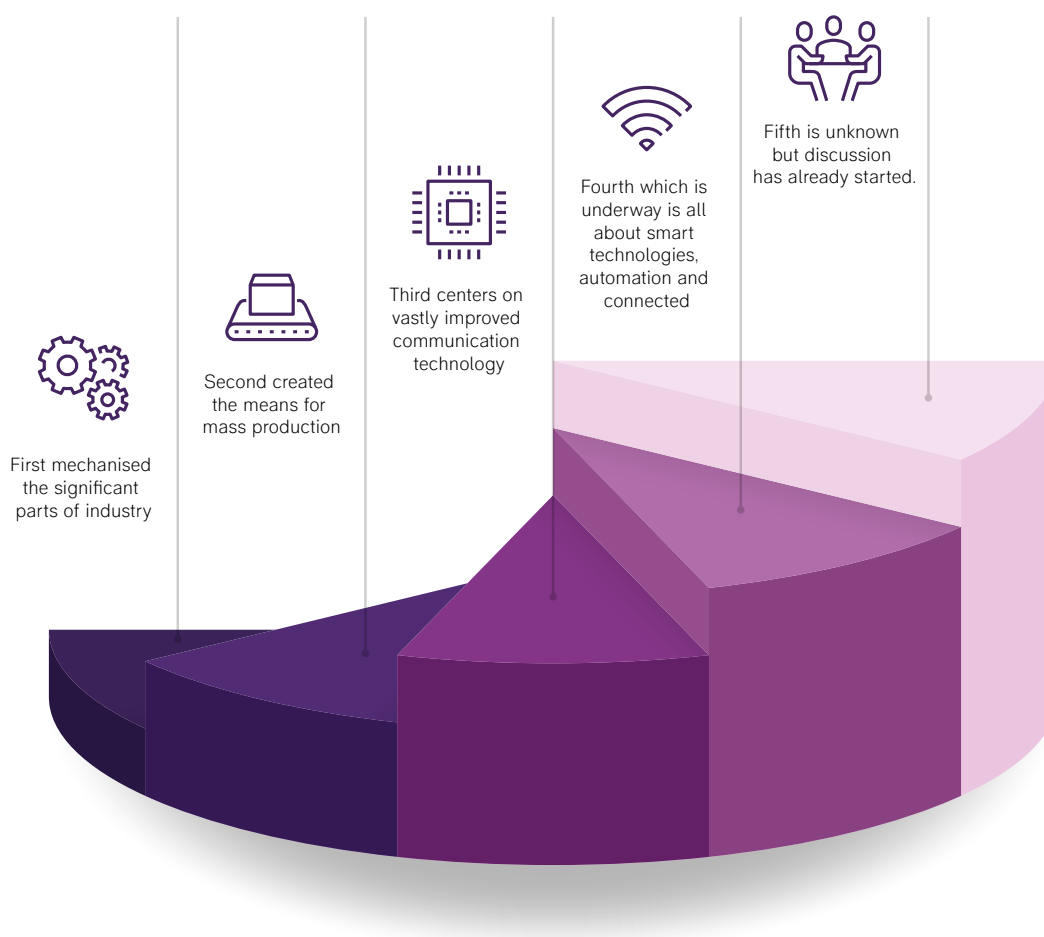 First mechanised
the significant
parts of industry
Second created
the means for
mass production
Third centers on
vastly improved
communication
technology
Fourth which is
underway is all
about smart
technologies,
automation and
connected
Fifth is unknown
but discussion
has already started.